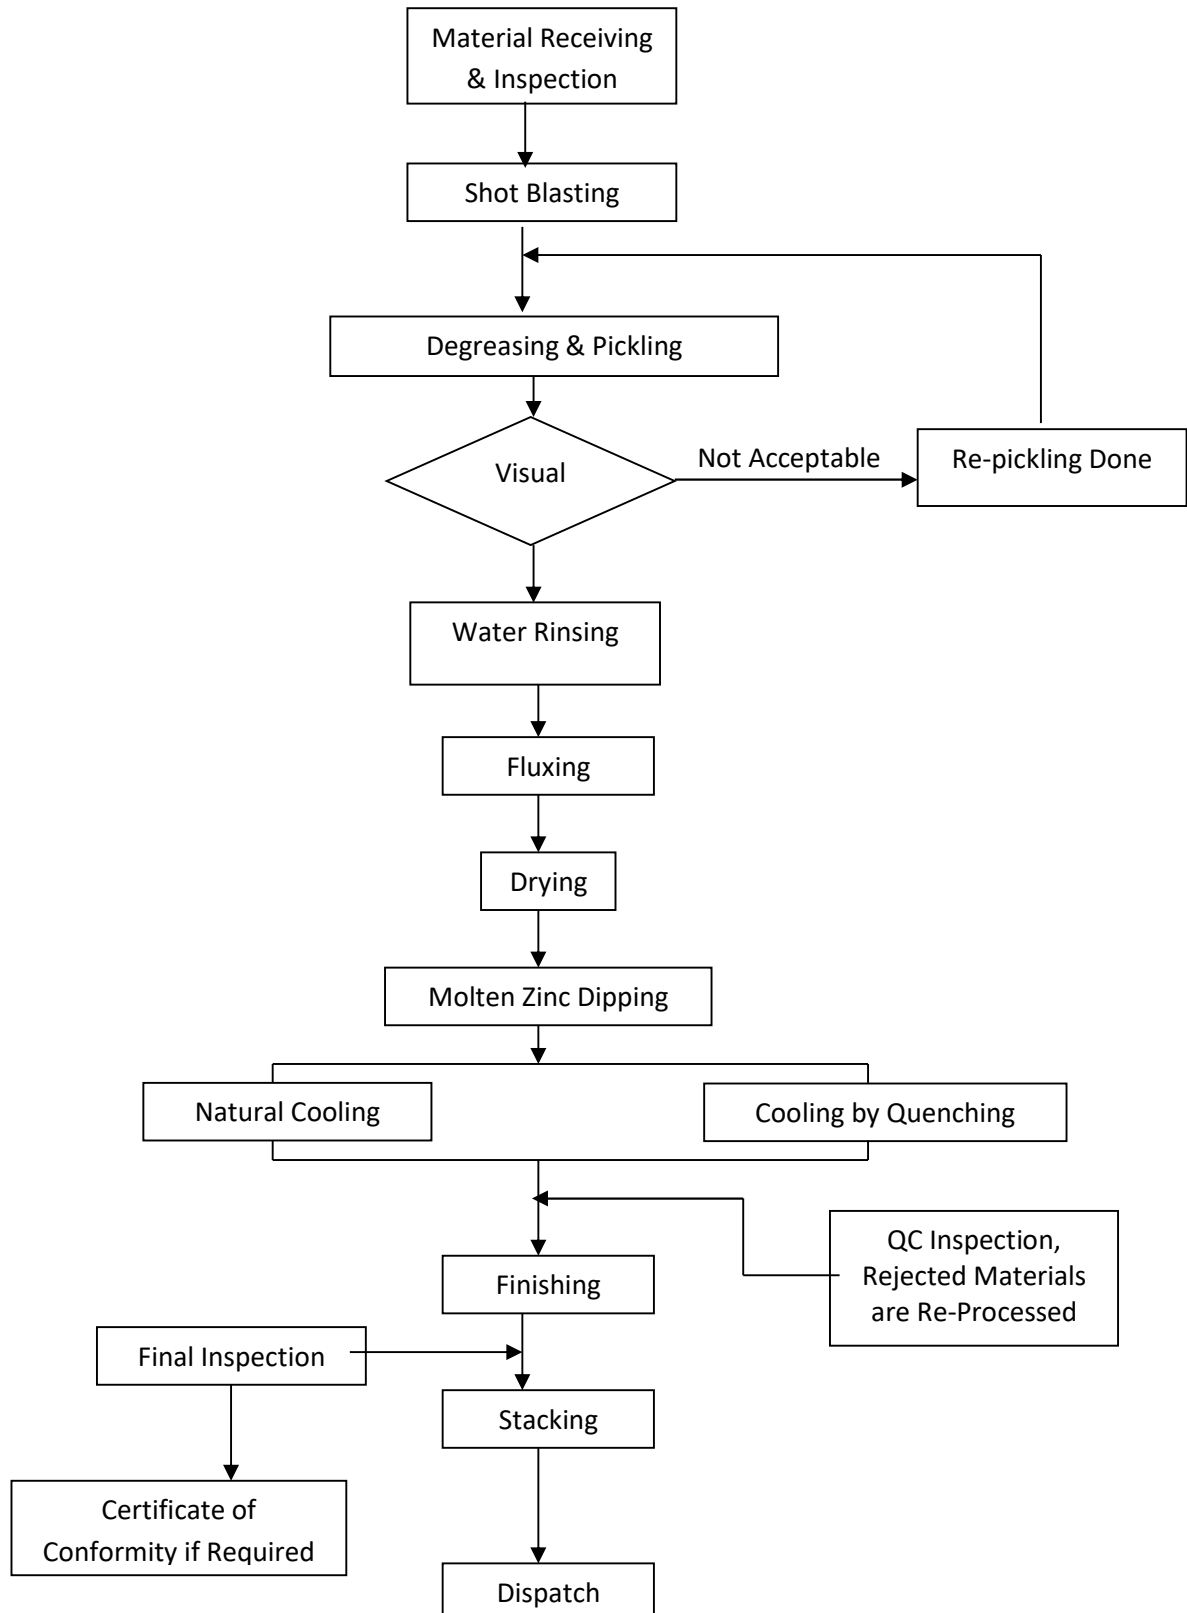 Material Receiving
& Inspection
Shot Blasting
Degreasing & Pickling
Visual
Not Acceptable
Re-pickling Done
Water Rinsing
Fluxing
Drying
Molten Zinc Dipping
Natural Cooling
Cooling by Quenching
QC Inspection,
Rejected Materials
are Re-Processed
Finishing
Final Inspection
Stacking
Certificate of
Conformity if Required
Dispatch